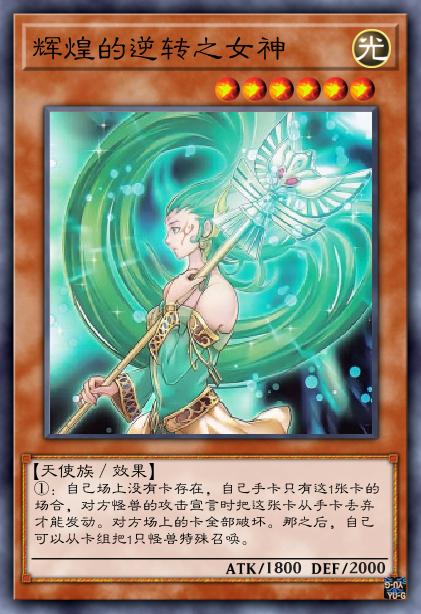 辉煌的逆转之女神
光
【天使族／效果】
①：自己场上没有卡存在，自己手卡只有这1张卡的
场合，对方怪兽的攻击宣言时把这张卡从手卡丢弃
才能发动。对方场上的卡全部破坏。那之后，自己
可以从卡组把1只怪兽特殊召唤。
ATK/1800 DEF/2000